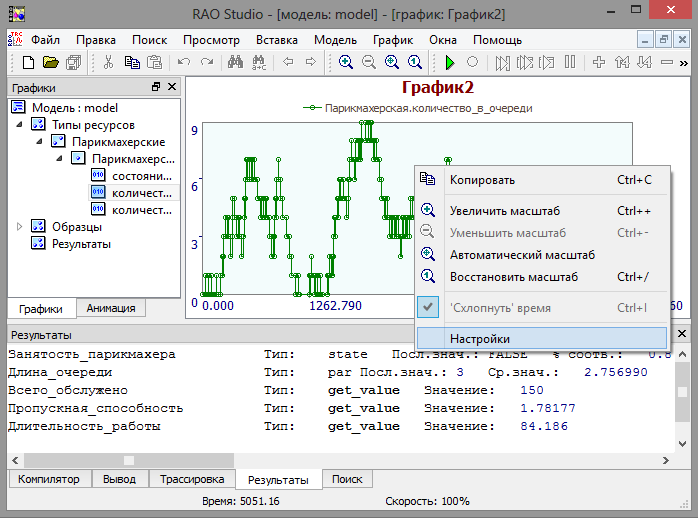 RAO Studio - [модель: model] - [график: График2]
Файл Правка Поиск Просмотр Вставка Модель График Окна Помощь
Графики
Модель : model
Типы ресурсов
Парикмахерские
Парикмахерс...
состояни...
количест...
количест...
Образцы
Результаты
Графики Анимация
График2
Парикмахерская.количество_в_очереди
9
6
3
0
0.000 1262.790 60
Копировать Ctrl+C
Увеличить масштаб Ctrl++
Уменьшить масштаб Ctrl+-
Автоматический масштаб
Восстановить масштаб Ctrl+/
'Схлопнуть' время Ctrl+I
Настройки
Результаты
Занятость_парикмахера Тип: state Посл.знач.: FALSE % соотв.: 0.8
Длина_очереди Тип: par Посл.знач.: 3 Ср.знач.: 2.756990
Всего_обслужено Тип: get_value Значение: 150
Пропускная_способность Тип: get_value Значение: 1.78177
Длительность_работы Тип: get_value Значение: 84.186
Компилятор Вывод Трассировка Результаты Поиск
Время: 5051.16 Скорость: 100%